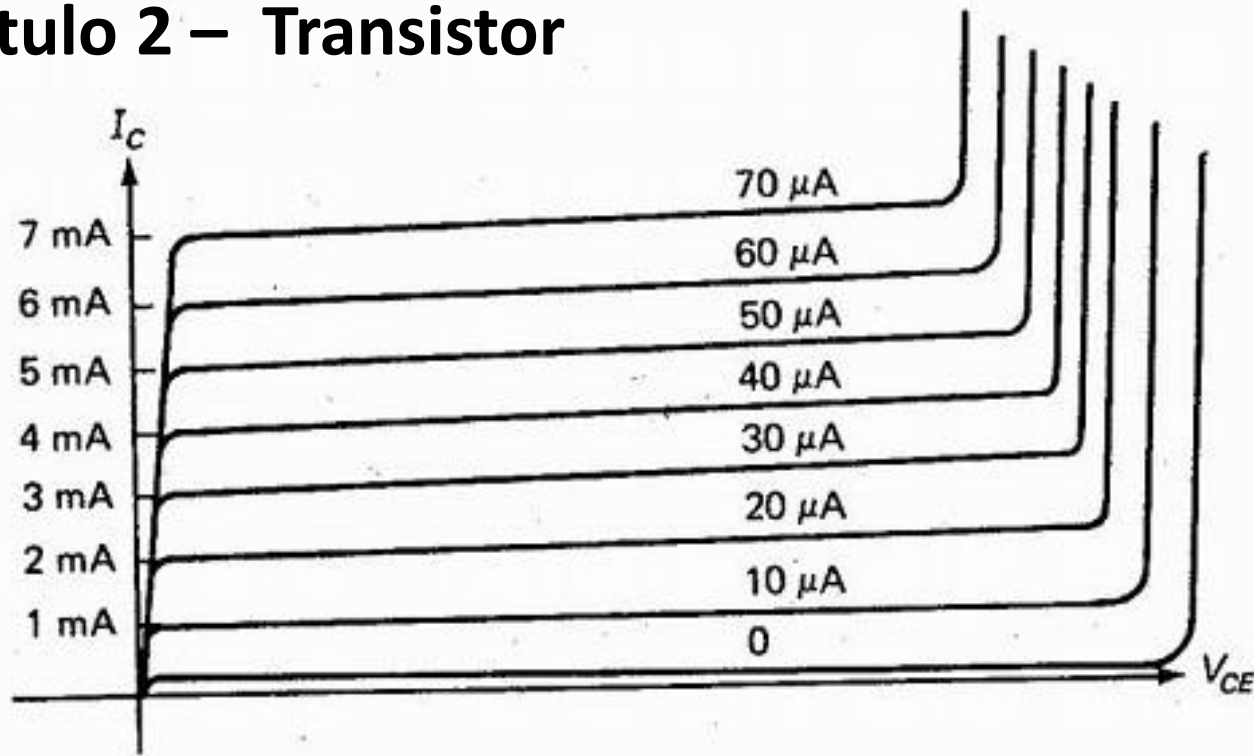 tulo 2 – Transistor
I_C
70 μA
7 mA
60 μA
6 mA
50 μA
5 mA
40 μA
4 mA
30 μA
3 mA
20 μA
2 mA
10 μA
1 mA
0
V_CE